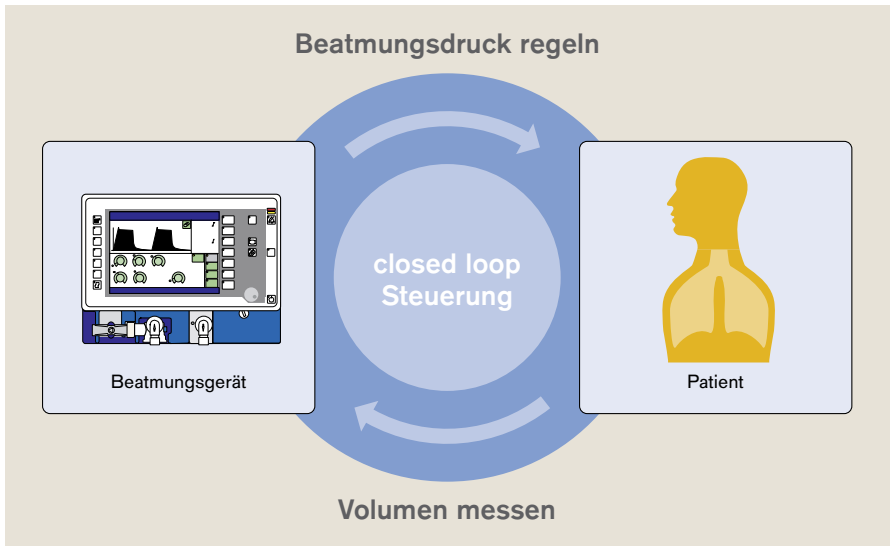 Beatmungsdruck regeln
closed loop
Steuerung
Beatmungsgerät
Patient
Volumen messen